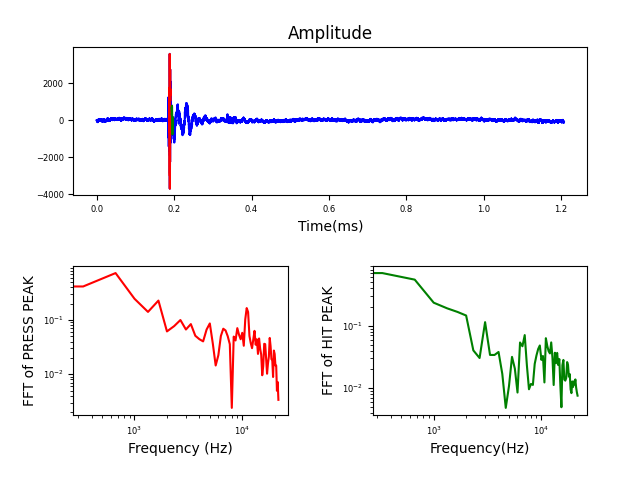 Amplitude
2000
0
−2000
−4000
0.0 0.2 0.4 0.6 0.8 1.0 1.2
Time(ms)
FFT of PRESS PEAK
10⁻¹
10⁻²
10³ 10⁴
Frequency (Hz)
FFT of HIT PEAK
10⁻¹
10⁻²
10³ 10⁴
Frequency(Hz)